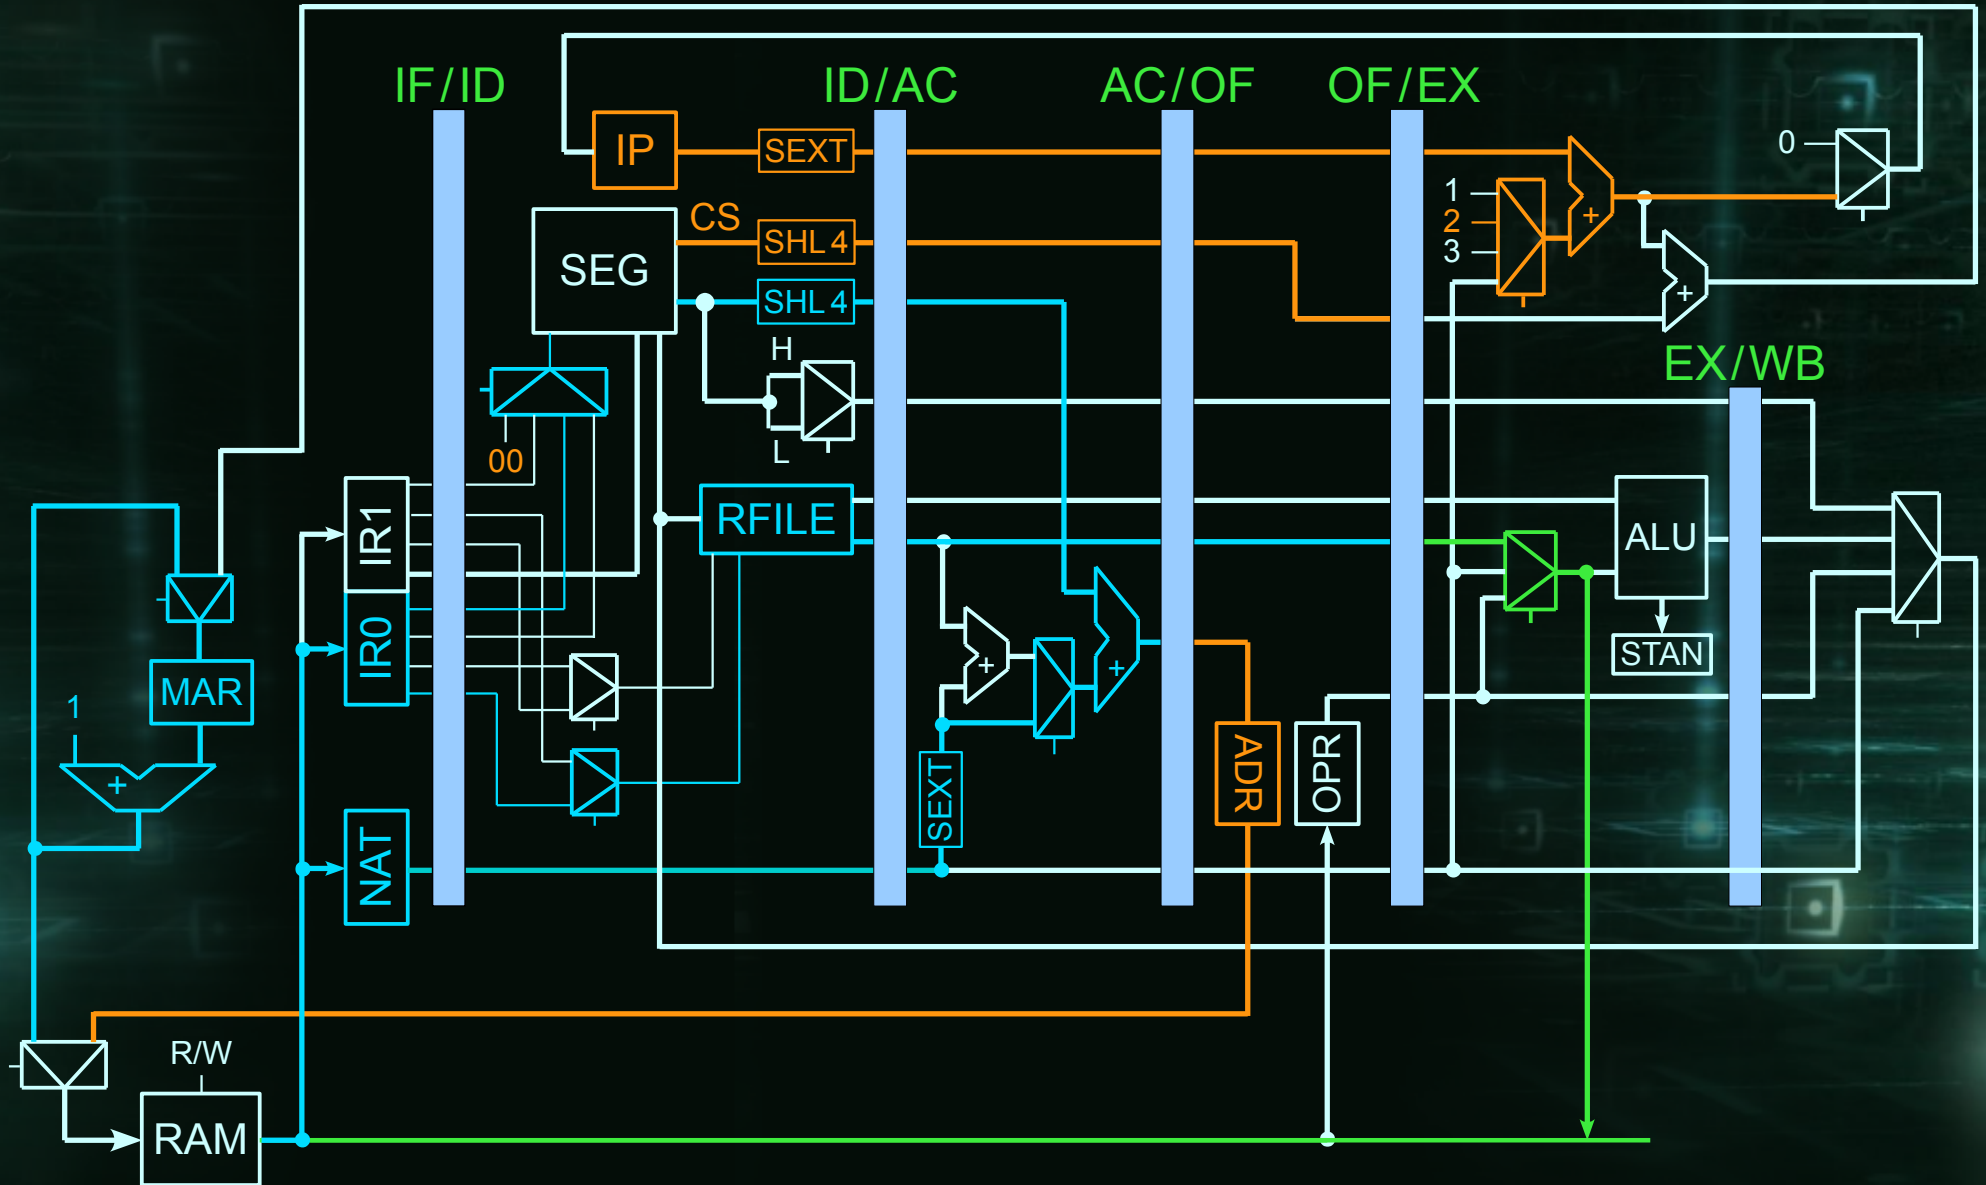 IF/ID
ID/AC
AC/OF
OF/EX
IP
SEXT
0
CS
SHL 4
1
2
3
+
SEG
SHL 4
+
H
L
EX/WB
00
IR1
RFILE
ALU
IR0
STAN
MAR
1
+
+
+
SEXT
ADR
OPR
NAT
R/W
RAM